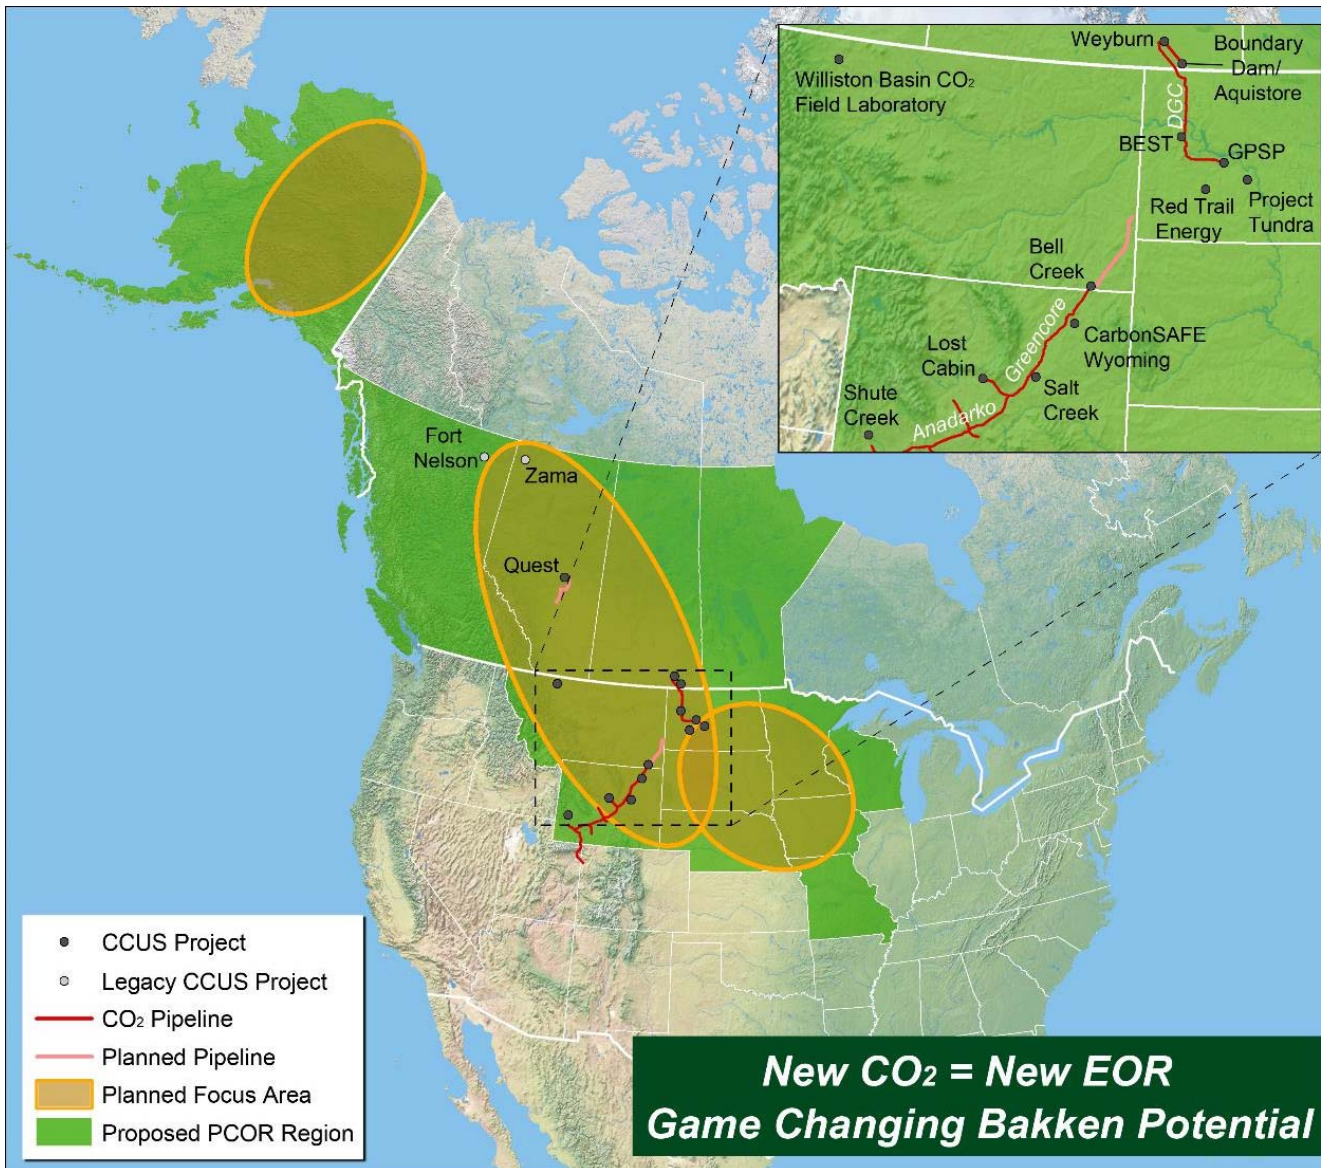 Weyburn
Boundary
Dam/
Aquistore
Williston Basin CO₂
Field Laboratory
DGC
BEST
GPSP
Red Trail
Energy
Project
Tundra
Bell
Creek
Greencore
CarbonSAFE
Wyoming
Lost
Cabin
Salt
Creek
Shute
Creek
Anadarko
Fort
Nelson
Zama
Quest
CCUS Project
Legacy CCUS Project
CO₂ Pipeline
Planned Pipeline
Planned Focus Area
Proposed PCOR Region
New CO₂ = New EOR
Game Changing Bakken Potential